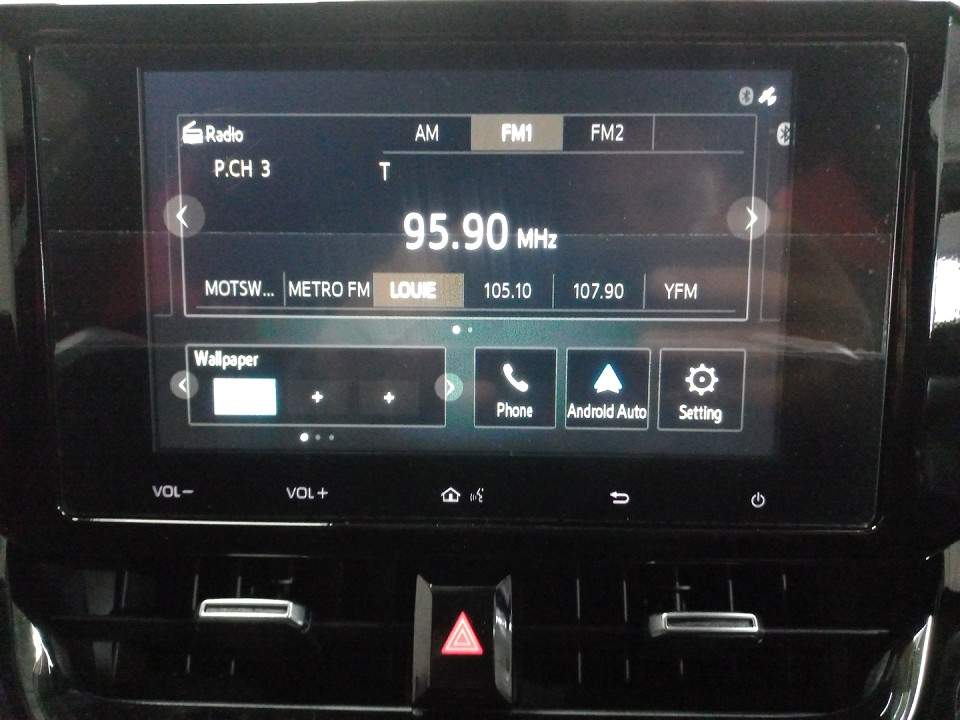 Radio AM FM1 FM2
P.CH 3 T
95.90 MHz
MOTSW... METRO FM LOUIE 105.10 107.90 YFM
Wallpaper
+ +
Phone Android Auto Setting
VOL− VOL+